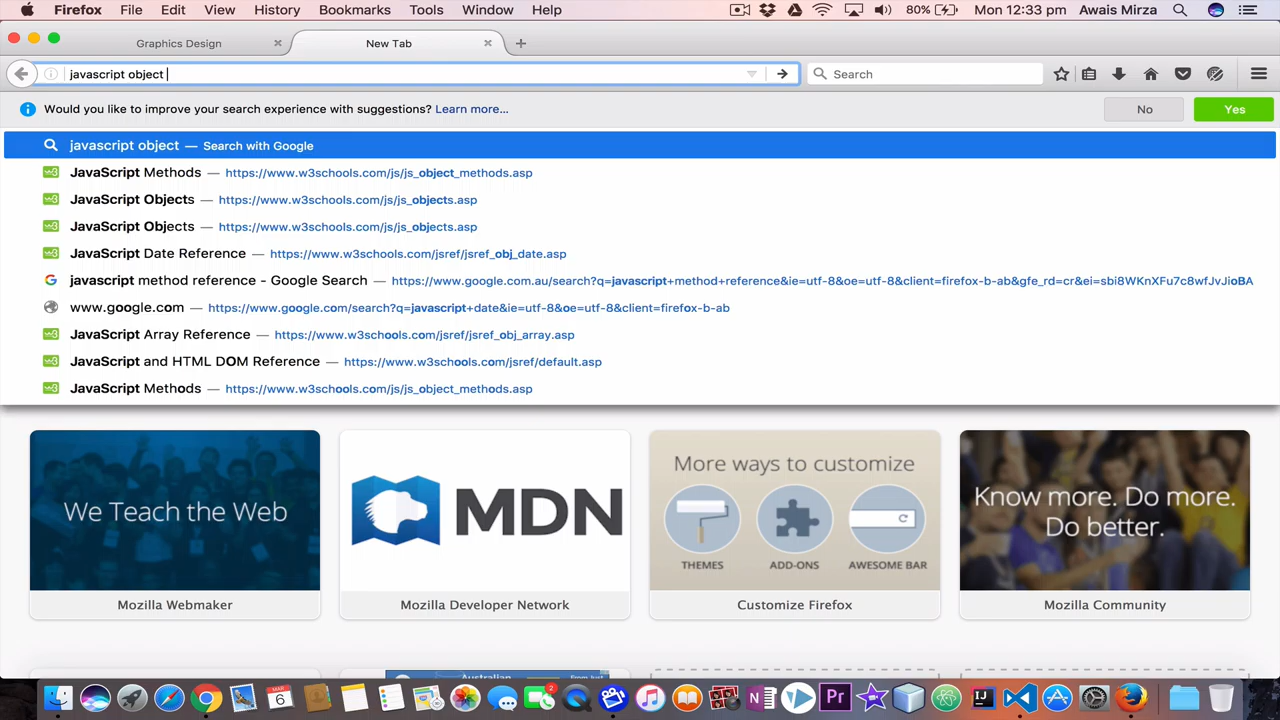 Firefox File Edit View History Bookmarks Tools Window Help 80% Mon 12:33 pm Awais Mirza
Graphics Design New Tab
javascript object Search
Would you like to improve your search experience with suggestions? Learn more... No Yes
javascript object — Search with Google
JavaScript Methods — https://www.w3schools.com/js/js_object_methods.asp
JavaScript Objects — https://www.w3schools.com/js/js_objects.asp
JavaScript Objects — https://www.w3schools.com/js/js_objects.asp
JavaScript Date Reference — https://www.w3schools.com/jsref/jsref_obj_date.asp
javascript method reference - Google Search — https://www.google.com.au/search?q=javascript+method+reference&ie=utf-8&oe=utf-8&client=firefox-b-ab&gfe_rd=cr&ei=sbi8WKnXFu7c8wfJvJioBA
www.google.com — https://www.google.com/search?q=javascript+date&ie=utf-8&oe=utf-8&client=firefox-b-ab
JavaScript Array Reference — https://www.w3schools.com/jsref/jsref_obj_array.asp
JavaScript and HTML DOM Reference — https://www.w3schools.com/jsref/default.asp
JavaScript Methods — https://www.w3schools.com/js/js_object_methods.asp
We Teach the Web
MDN
More ways to customize
THEMES ADD-ONS AWESOME BAR
Know more. Do more.
Do better.
Mozilla Webmaker Mozilla Developer Network Customize Firefox Mozilla Community
Australian
MAR
6
2
N
Pr
IJ